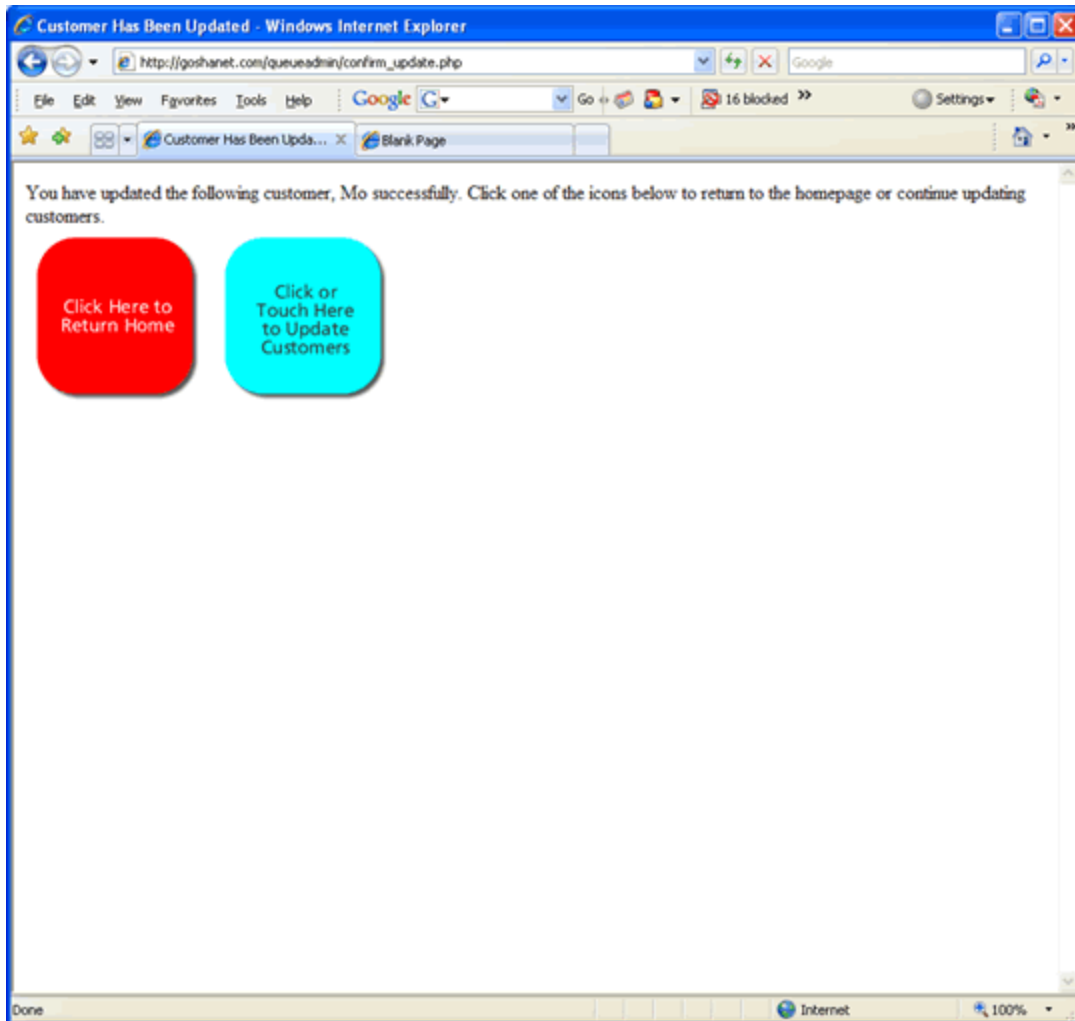 Customer Has Been Updated - Windows Internet Explorer
http://goshanet.com/queueadmin/confirm_update.php
Google
File Edit View Favorites Tools Help Google G Go 16 blocked » Settings
Customer Has Been Upda... Blank Page »
You have updated the following customer, Mo successfully. Click one of the icons below to return to the homepage or continue updating
customers.
Click Here to
Return Home
Click or
Touch Here
to Update
Customers
Done Internet 100%